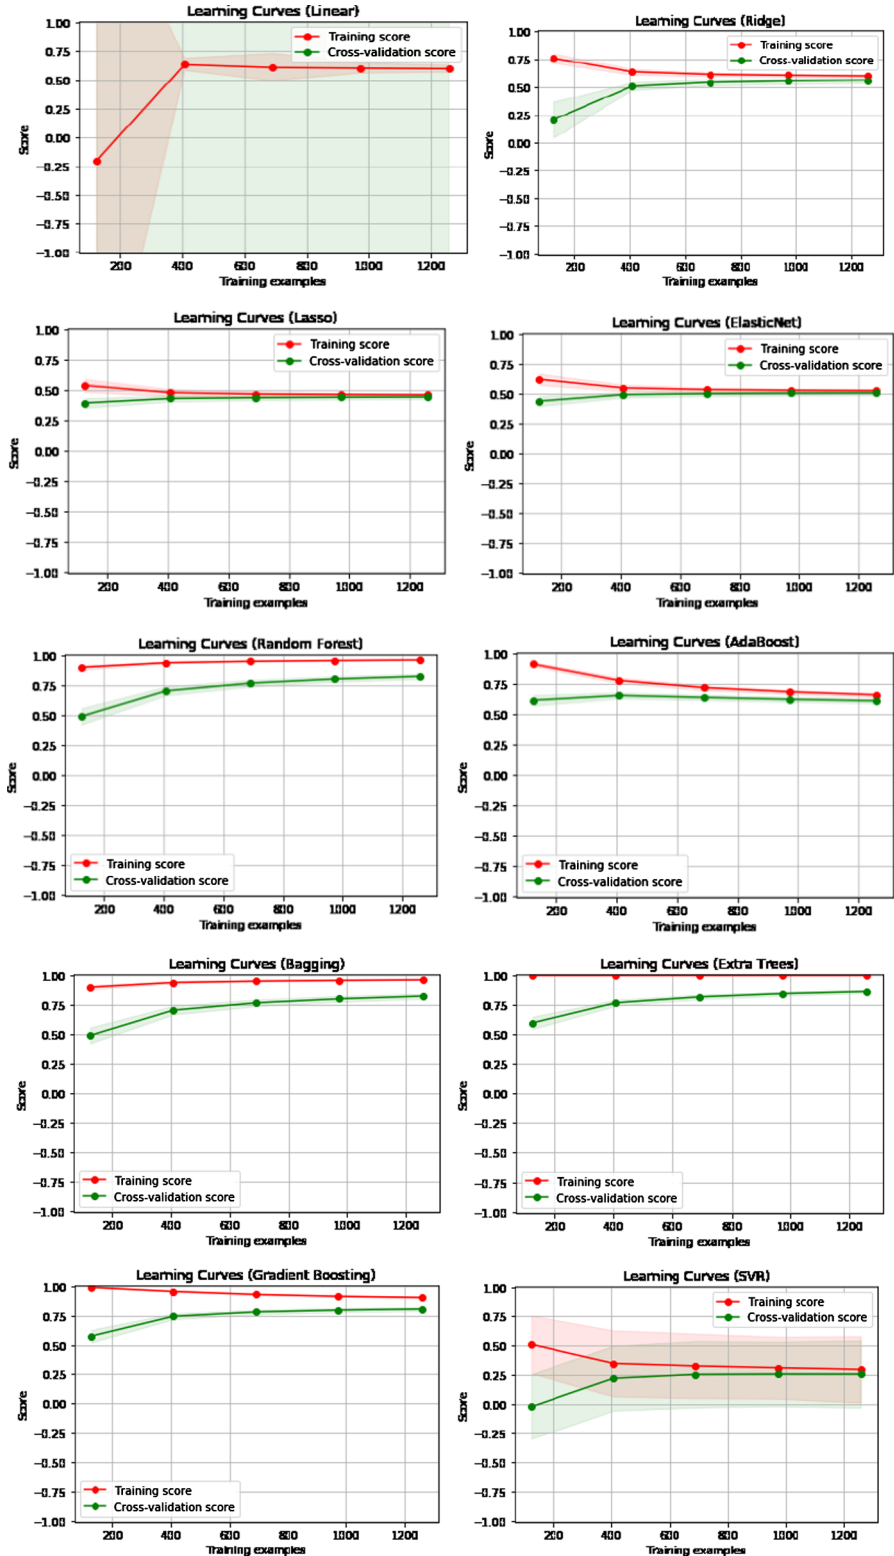 Learning Curves (Linear)
1.00
0.75
0.50
0.25
0.00
−0.25
−0.50
−0.75
−1.00
Score
Training score
Cross-validation score
200 400 600 800 1000 1200
Training examples
Learning Curves (Ridge)
1.00
0.75
0.50
0.25
0.00
−0.25
−0.50
−0.75
−1.00
Score
Training score
Cross-validation score
200 400 600 800 1000 1200
Training examples
Learning Curves (Lasso)
1.00
0.75
0.50
0.25
0.00
−0.25
−0.50
−0.75
−1.00
Score
Training score
Cross-validation score
200 400 600 800 1000 1200
Training examples
Learning Curves (ElasticNet)
1.00
0.75
0.50
0.25
0.00
−0.25
−0.50
−0.75
−1.00
Score
Training score
Cross-validation score
200 400 600 800 1000 1200
Training examples
Learning Curves (Random Forest)
1.00
0.75
0.50
0.25
0.00
−0.25
−0.50
−0.75
−1.00
Score
Training score
Cross-validation score
200 400 600 800 1000 1200
Training examples
Learning Curves (AdaBoost)
1.00
0.75
0.50
0.25
0.00
−0.25
−0.50
−0.75
−1.00
Score
Training score
Cross-validation score
200 400 600 800 1000 1200
Training examples
Learning Curves (Bagging)
1.00
0.75
0.50
0.25
0.00
−0.25
−0.50
−0.75
−1.00
Score
Training score
Cross-validation score
200 400 600 800 1000 1200
Training examples
Learning Curves (Extra Trees)
1.00
0.75
0.50
0.25
0.00
−0.25
−0.50
−0.75
−1.00
Score
Training score
Cross-validation score
200 400 600 800 1000 1200
Training examples
Learning Curves (Gradient Boosting)
1.00
0.75
0.50
0.25
0.00
−0.25
−0.50
−0.75
−1.00
Score
Training score
Cross-validation score
200 400 600 800 1000 1200
Training examples
Learning Curves (SVR)
1.00
0.75
0.50
0.25
0.00
−0.25
−0.50
−0.75
−1.00
Score
Training score
Cross-validation score
200 400 600 800 1000 1200
Training examples